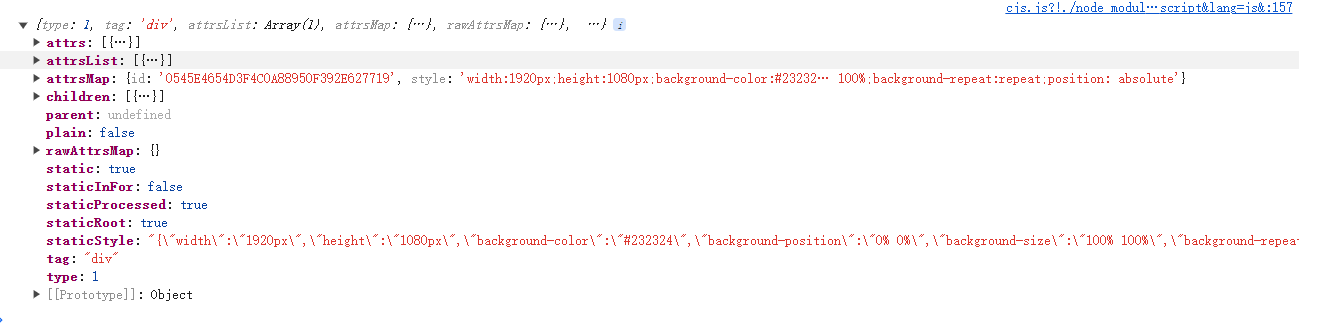 cjs.js?!./node_modul…script&lang=js&:157
{type: 1, tag: 'div', attrsList: Array(1), attrsMap: {…}, rawAttrsMap: {…}, …}
attrs: [{…}]
attrsList: [{…}]
attrsMap: {id: '0545E4654D3F4C0A88950F392E627719', style: 'width:1920px;height:1080px;background-color:#23232… 100%;background-repeat:repeat;position: absolute'}
children: [{…}]
parent: undefined
plain: false
rawAttrsMap: {}
static: true
staticInFor: false
staticProcessed: true
staticRoot: true
staticStyle: "{\"width\":\"1920px\",\"height\":\"1080px\",\"background-color\":\"#232324\",\"background-position\":\"0% 0%\",\"background-size\":\"100% 100%\",\"background-repeat
tag: "div"
type: 1
[[Prototype]]: Object